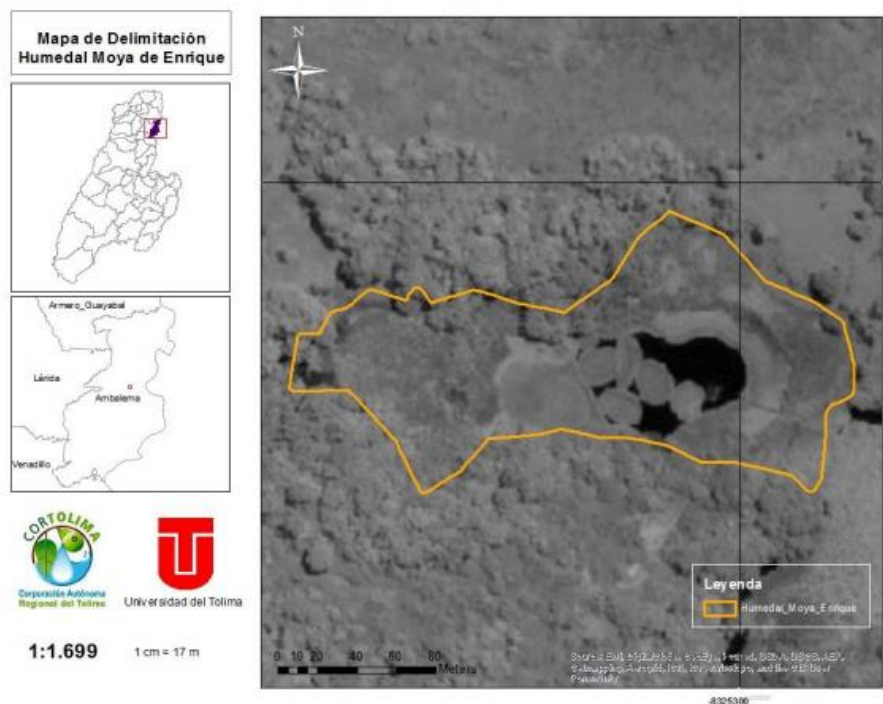 Mapa de Delimitación
Humedal Moya de Enrique
Armero_Guayabal
Lérida
Ambalema
Venadillo
CORTOLIMA
Corporación Autónoma
Regional del Tolima
Universidad del Tolima
1:1.699
1 cm = 17 m
N
Leyenda
Humedal_Moya_Enrique
0 10 20 40 60 80
Meters
-8325300